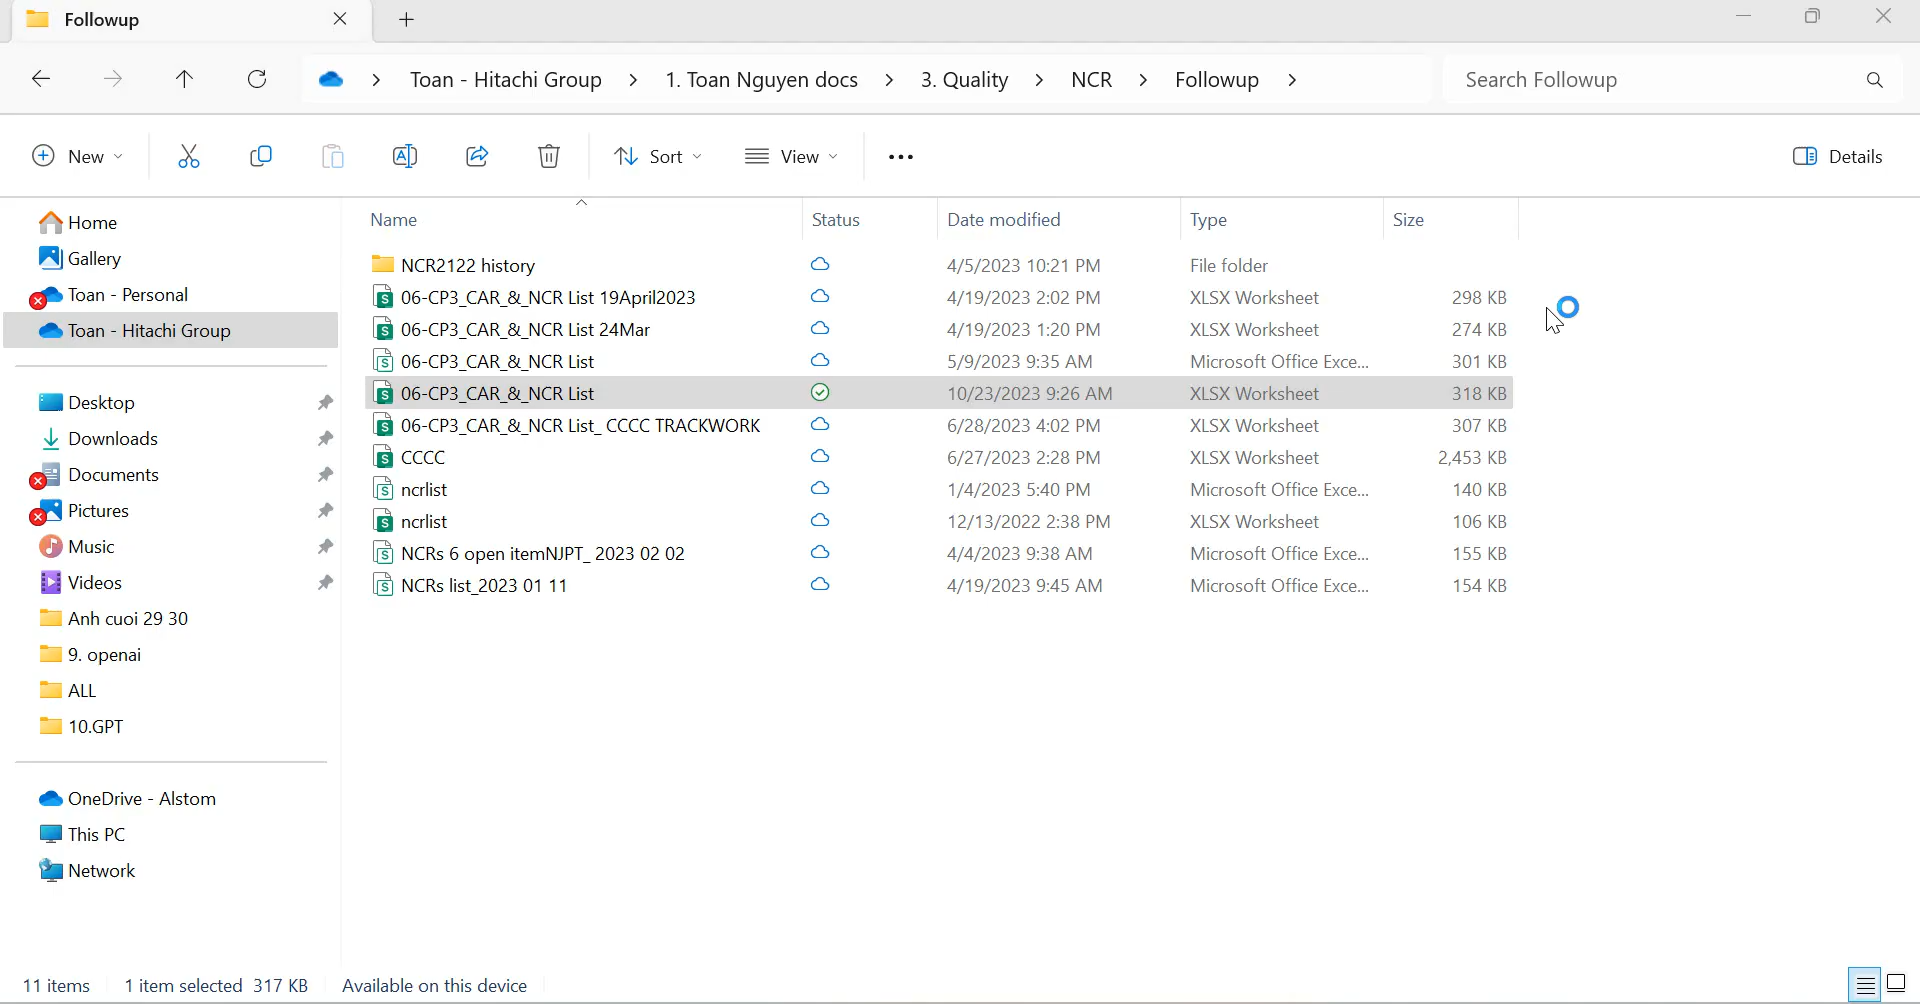 Followup
Toan - Hitachi Group > 1. Toan Nguyen docs > 3. Quality > NCR > Followup >
Search Followup
New
Sort
View
Details
Home
Gallery
Toan - Personal
Toan - Hitachi Group
Desktop
Downloads
Documents
Pictures
Music
Videos
Anh cuoi 29 30
9. openai
ALL
10.GPT
OneDrive - Alstom
This PC
Network
Name Status Date modified Type Size
NCR2122 history 4/5/2023 10:21 PM File folder
06-CP3_CAR_&_NCR List 19April2023 4/19/2023 2:02 PM XLSX Worksheet 298 KB
06-CP3_CAR_&_NCR List 24Mar 4/19/2023 1:20 PM XLSX Worksheet 274 KB
06-CP3_CAR_&_NCR List 5/9/2023 9:35 AM Microsoft Office Exce... 301 KB
06-CP3_CAR_&_NCR List 10/23/2023 9:26 AM XLSX Worksheet 318 KB
06-CP3_CAR_&_NCR List_ CCCC TRACKWORK 6/28/2023 4:02 PM XLSX Worksheet 307 KB
CCCC 6/27/2023 2:28 PM XLSX Worksheet 2,453 KB
ncrlist 1/4/2023 5:40 PM Microsoft Office Exce... 140 KB
ncrlist 12/13/2022 2:38 PM XLSX Worksheet 106 KB
NCRs 6 open itemNJPT_ 2023 02 02 4/4/2023 9:38 AM Microsoft Office Exce... 155 KB
NCRs list_2023 01 11 4/19/2023 9:45 AM Microsoft Office Exce... 154 KB
11 items 1 item selected 317 KB Available on this device